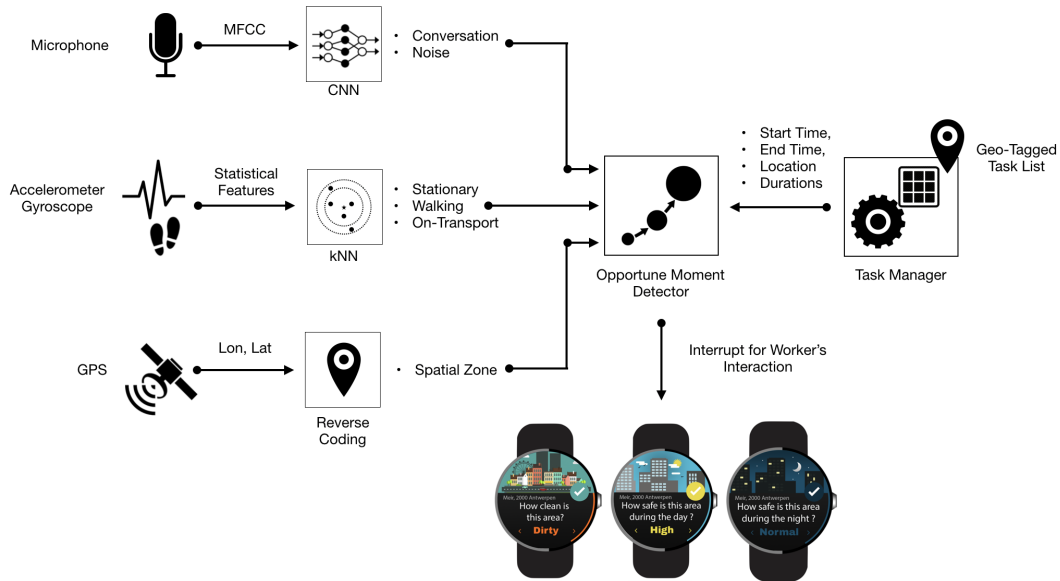 Microphone
MFCC
CNN
• Conversation
• Noise
Accelerometer
Gyroscope
Statistical
Features
kNN
• Stationary
• Walking
• On-Transport
GPS
Lon, Lat
Reverse
Coding
• Spatial Zone
Opportune Moment
Detector
• Start Time,
• End Time,
• Location
• Durations
Geo-Tagged
Task List
Task Manager
Interrupt for Worker's
Interaction
Meir, 2000 Antwerpen
How clean is
this area?
‹ Dirty ›
Meir, 2000 Antwerpen
How safe is this area
during the day ?
‹ High ›
Meir, 2000 Antwerpen
How safe is this area
during the night ?
‹ Normal ›